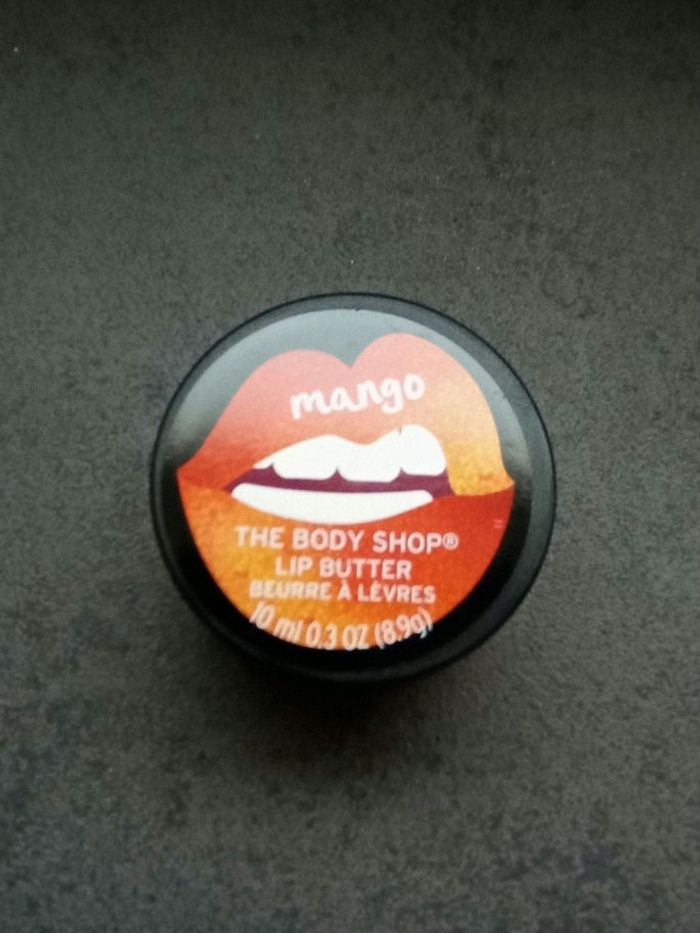 mango
THE BODY SHOP®
LIP BUTTER
BEURRE À LÈVRES
10 ml 0.3 OZ (8.9g)